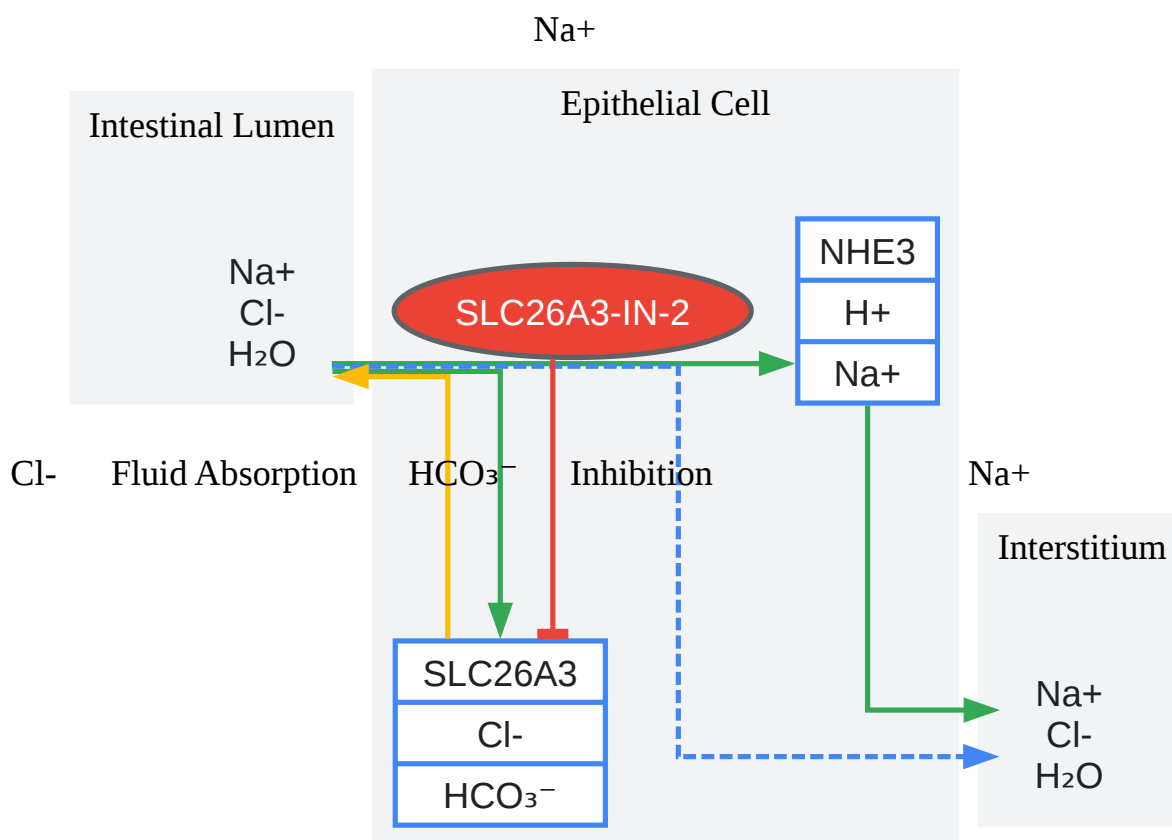 Na+
Epithelial Cell
Intestinal Lumen
NHE3
H+
Na+
Na+
Cl-
H₂O
SLC26A3-IN-2
Cl-
Fluid Absorption
HCO₃⁻
Inhibition
Na+
Interstitium
SLC26A3
Cl-
HCO₃⁻
Na+
Cl-
H₂O